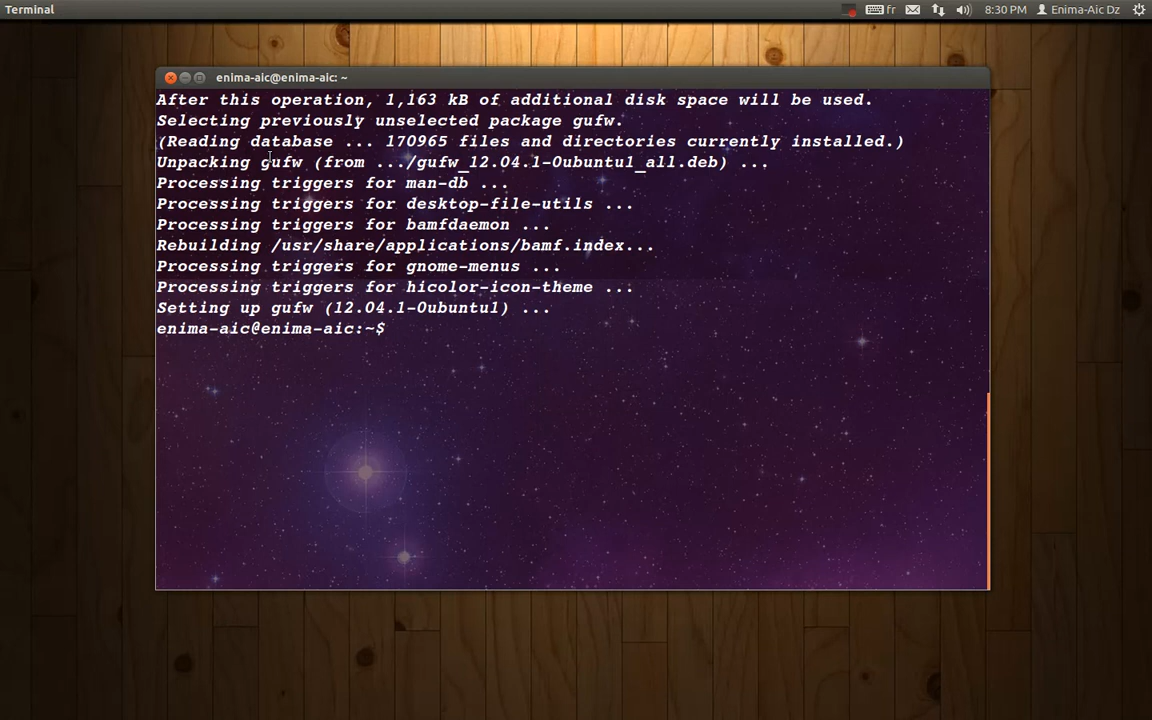 Terminal
fr
8:30 PM
Enima-Aic Dz
enima-aic@enima-aic: ~
After this operation, 1,163 kB of additional disk space will be used.
Selecting previously unselected package gufw.
(Reading database ... 170965 files and directories currently installed.)
Unpacking gufw (from .../gufw_12.04.1-0ubuntu1_all.deb) ...
Processing triggers for man-db ...
Processing triggers for desktop-file-utils ...
Processing triggers for bamfdaemon ...
Rebuilding /usr/share/applications/bamf.index...
Processing triggers for gnome-menus ...
Processing triggers for hicolor-icon-theme ...
Setting up gufw (12.04.1-0ubuntu1) ...
enima-aic@enima-aic:~$